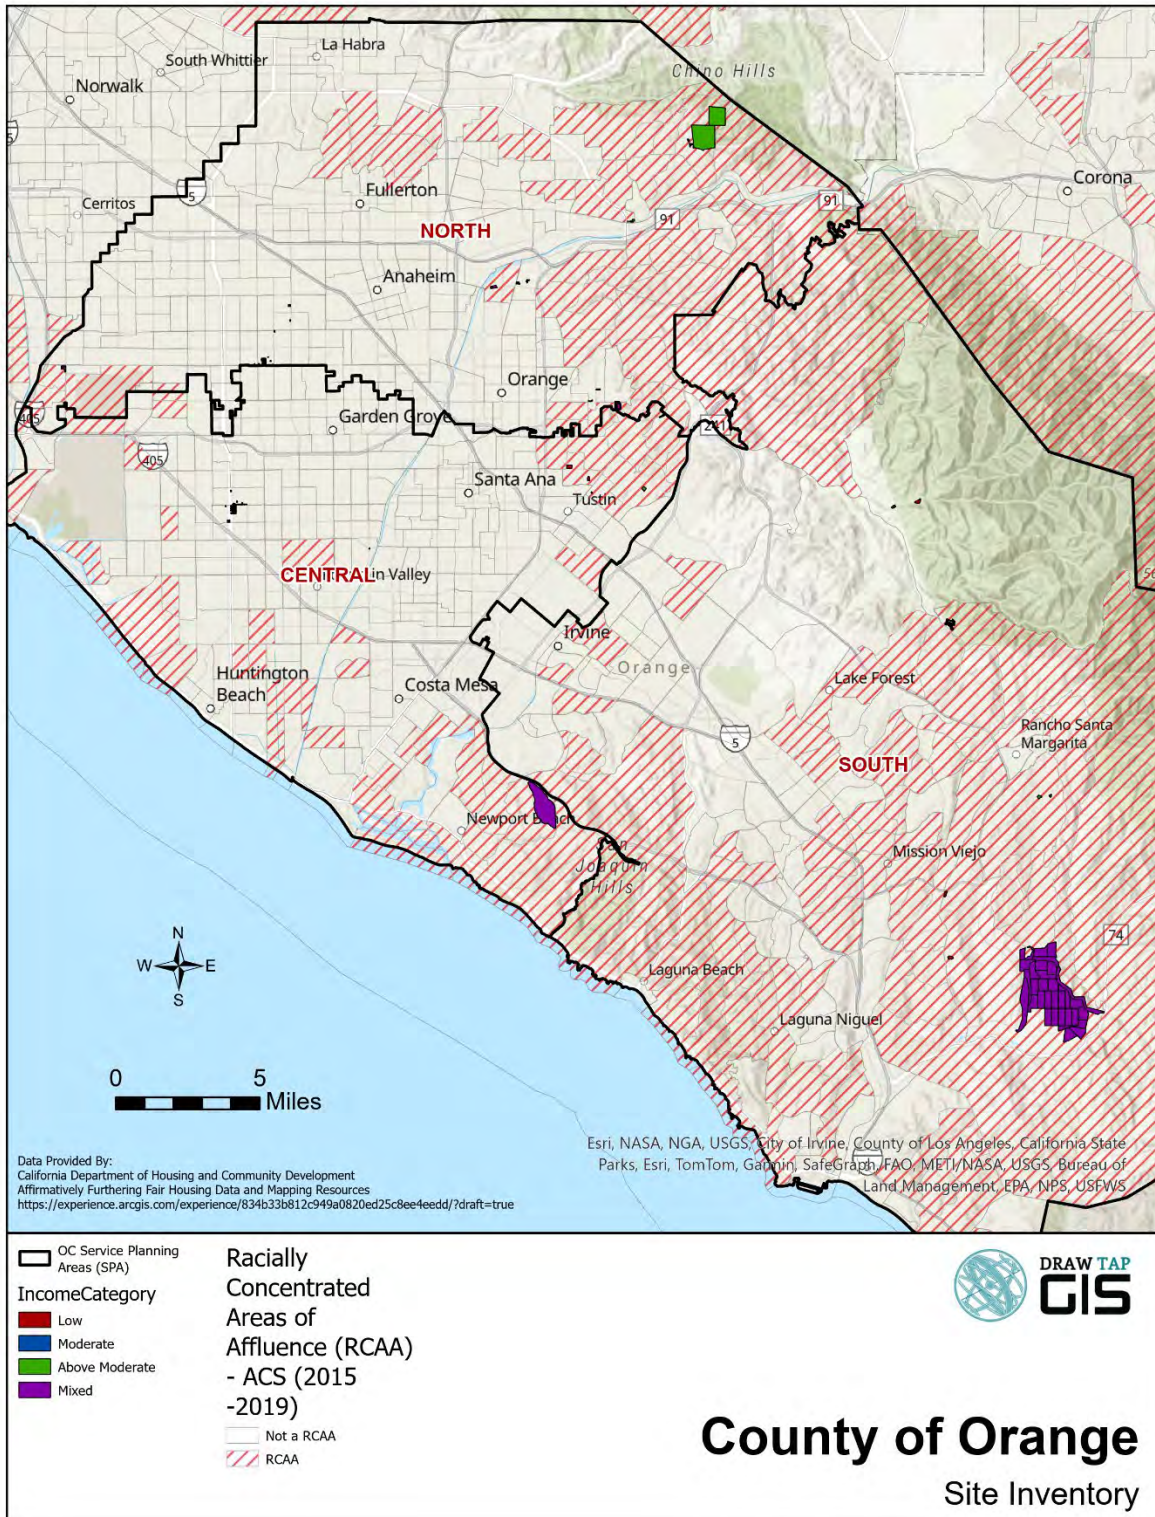 Chino Hills
La Habra
South Whittier
Norwalk
5
Cerritos
5
Fullerton
NORTH
91
91
Corona
Anaheim
Orange
Garden Grove
405
405
241
Santa Ana
Tustin
CENTRAL
in Valley
Irvine
Orange
Huntington
Beach
Costa Mesa
Lake Forest
5
Rancho Santa
Margarita
SOUTH
Newport Beach
San
Joaquin
Hills
Mission Viejo
74
N
W E
S
Laguna Beach
Laguna Niguel
0 5
Miles
Esri, NASA, NGA, USGS, City of Irvine, County of Los Angeles, California State
Parks, Esri, TomTom, Garmin, SafeGraph, FAO, METI/NASA, USGS, Bureau of
Land Management, EPA, NPS, USFWS
Data Provided By:
California Department of Housing and Community Development
Affirmatively Furthering Fair Housing Data and Mapping Resources
https://experience.arcgis.com/experience/834b33b812c949a0820ed25c8ee4eedd/?draft=true
OC Service Planning
Areas (SPA)
IncomeCategory
Low
Moderate
Above Moderate
Mixed
Racially
Concentrated
Areas of
Affluence (RCAA)
- ACS (2015
-2019)
Not a RCAA
RCAA
DRAW TAP
GIS
County of Orange
Site Inventory